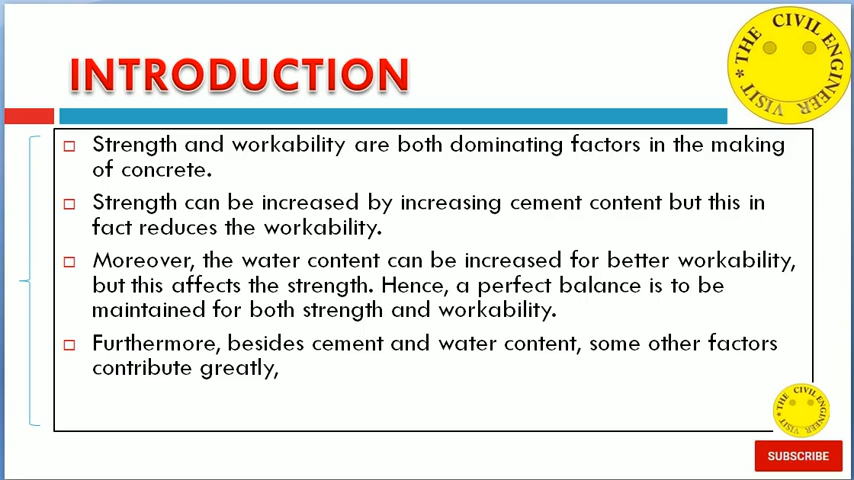 INTRODUCTION
THE CIVIL ENGINEER VISIT *
Strength and workability are both dominating factors in the making
of concrete.
Strength can be increased by increasing cement content but this in
fact reduces the workability.
Moreover, the water content can be increased for better workability,
but this affects the strength. Hence, a perfect balance is to be
maintained for both strength and workability.
Furthermore, besides cement and water content, some other factors
contribute greatly,
THE CIVIL ENGINEER VISIT *
SUBSCRIBE